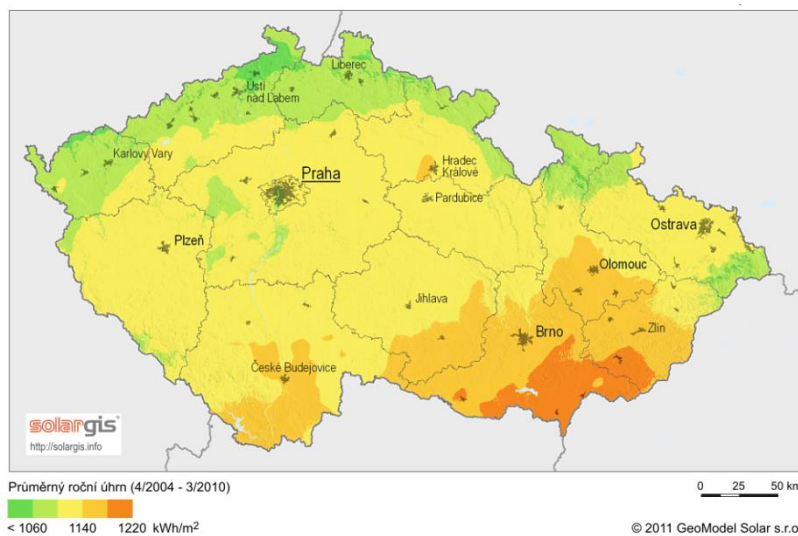 Liberec
Ústí
nad Labem
Karlovy Vary
Praha
Hradec
Králové
Pardubice
Plzeň
Ostrava
Olomouc
Jihlava
Brno
Zlín
České Budejovice
solargis
http://solargis.info
Průměrný roční úhrn (4/2004 - 3/2010)
0 25 50 km
< 1060 1140 1220 kWh/m²
© 2011 GeoModel Solar s.r.o